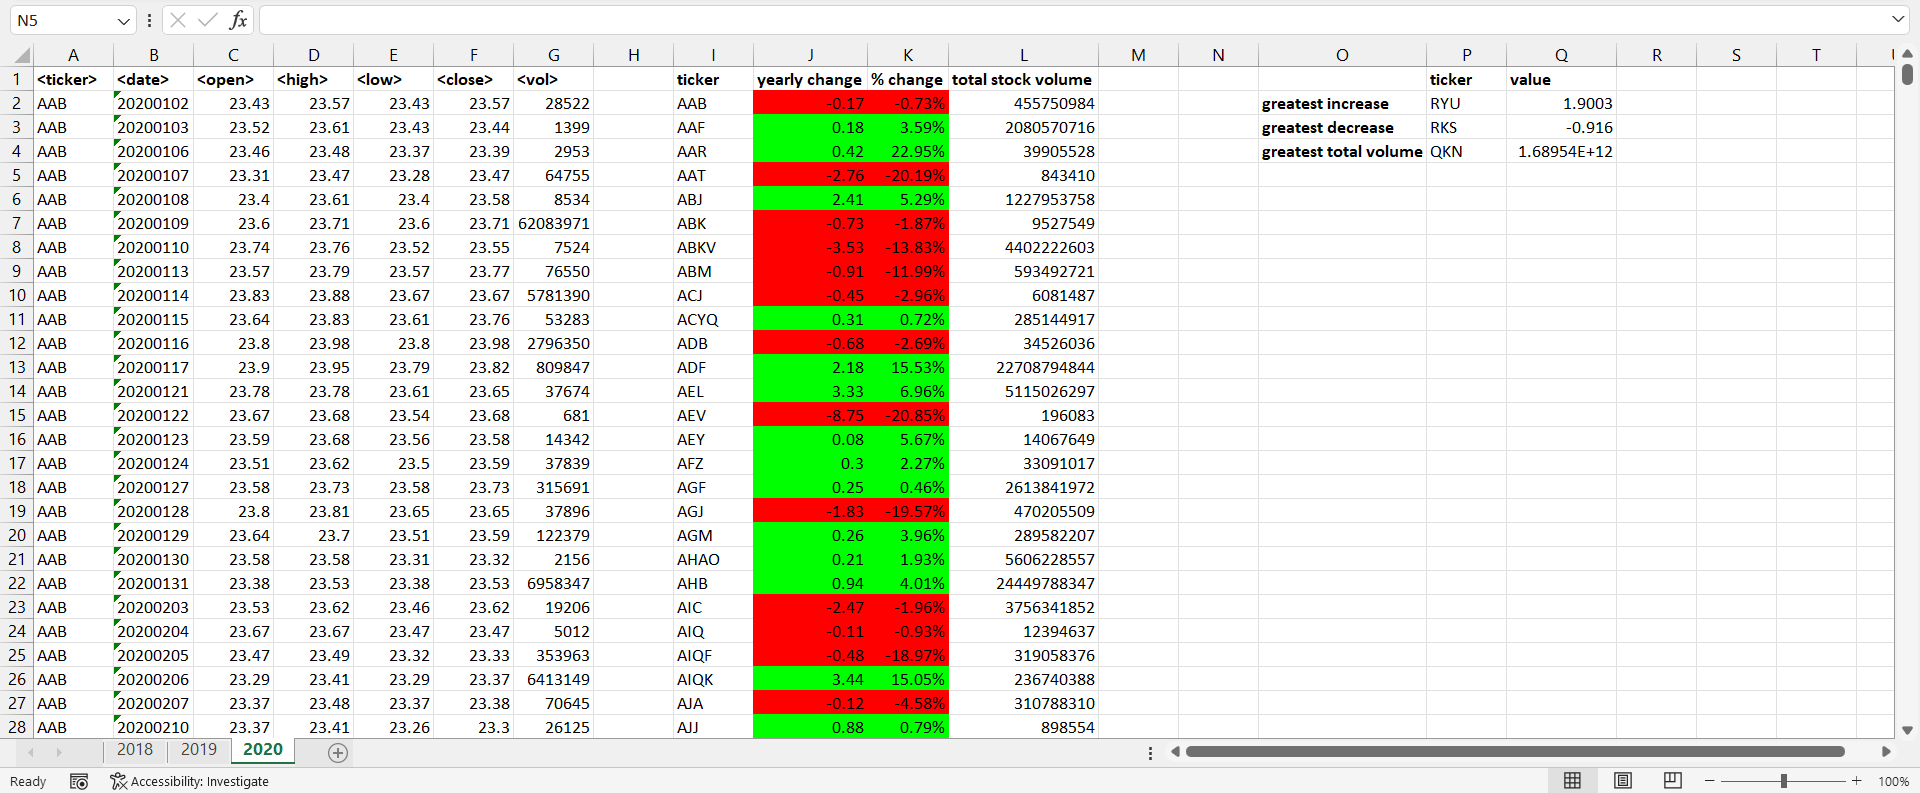 N5 fx
A B C D E F G H I J K L M N O P Q R S T
1 <ticker> <date> <open> <high> <low> <close> <vol> ticker yearly change % change total stock volume ticker value
2 AAB 20200102 23.43 23.57 23.43 23.57 28522 AAB -0.17 -0.73% 455750984 greatest increase RYU 1.9003
3 AAB 20200103 23.52 23.61 23.43 23.44 1399 AAF 0.18 3.59% 2080570716 greatest decrease RKS -0.916
4 AAB 20200106 23.46 23.48 23.37 23.39 2953 AAR 0.42 22.95% 39905528 greatest total volume QKN 1.68954E+12
5 AAB 20200107 23.31 23.47 23.28 23.47 64755 AAT -2.76 -20.19% 843410
6 AAB 20200108 23.4 23.61 23.4 23.58 8534 ABJ 2.41 5.29% 1227953758
7 AAB 20200109 23.6 23.71 23.6 23.71 62083971 ABK -0.73 -1.87% 9527549
8 AAB 20200110 23.74 23.76 23.52 23.55 7524 ABKV -3.53 -13.83% 4402222603
9 AAB 20200113 23.57 23.79 23.57 23.77 76550 ABM -0.91 -11.99% 593492721
10 AAB 20200114 23.83 23.88 23.67 23.67 5781390 ACJ -0.45 -2.96% 6081487
11 AAB 20200115 23.64 23.83 23.61 23.76 53283 ACYQ 0.31 0.72% 285144917
12 AAB 20200116 23.8 23.98 23.8 23.98 2796350 ADB -0.68 -2.69% 34526036
13 AAB 20200117 23.9 23.95 23.79 23.82 809847 ADF 2.18 15.53% 22708794844
14 AAB 20200121 23.78 23.78 23.61 23.65 37674 AEL 3.33 6.96% 5115026297
15 AAB 20200122 23.67 23.68 23.54 23.68 681 AEV -8.75 -20.85% 196083
16 AAB 20200123 23.59 23.68 23.56 23.58 14342 AEY 0.08 5.67% 14067649
17 AAB 20200124 23.51 23.62 23.5 23.59 37839 AFZ 0.3 2.27% 33091017
18 AAB 20200127 23.58 23.73 23.58 23.73 315691 AGF 0.25 0.46% 2613841972
19 AAB 20200128 23.8 23.81 23.65 23.65 37896 AGJ -1.83 -19.57% 470205509
20 AAB 20200129 23.64 23.7 23.51 23.59 122379 AGM 0.26 3.96% 289582207
21 AAB 20200130 23.58 23.58 23.31 23.32 2156 AHAO 0.21 1.93% 5606228557
22 AAB 20200131 23.38 23.53 23.38 23.53 6958347 AHB 0.94 4.01% 24449788347
23 AAB 20200203 23.53 23.62 23.46 23.62 19206 AIC -2.47 -1.96% 3756341852
24 AAB 20200204 23.67 23.67 23.47 23.47 5012 AIQ -0.11 -0.93% 12394637
25 AAB 20200205 23.47 23.49 23.32 23.33 353963 AIQF -0.48 -18.97% 319058376
26 AAB 20200206 23.29 23.41 23.29 23.37 6413149 AIQK 3.44 15.05% 236740388
27 AAB 20200207 23.37 23.48 23.37 23.38 70645 AJA -0.12 -4.58% 310788310
28 AAB 20200210 23.37 23.41 23.26 23.3 26125 AJJ 0.88 0.79% 898554
2018 2019 2020
Ready Accessibility: Investigate 100%